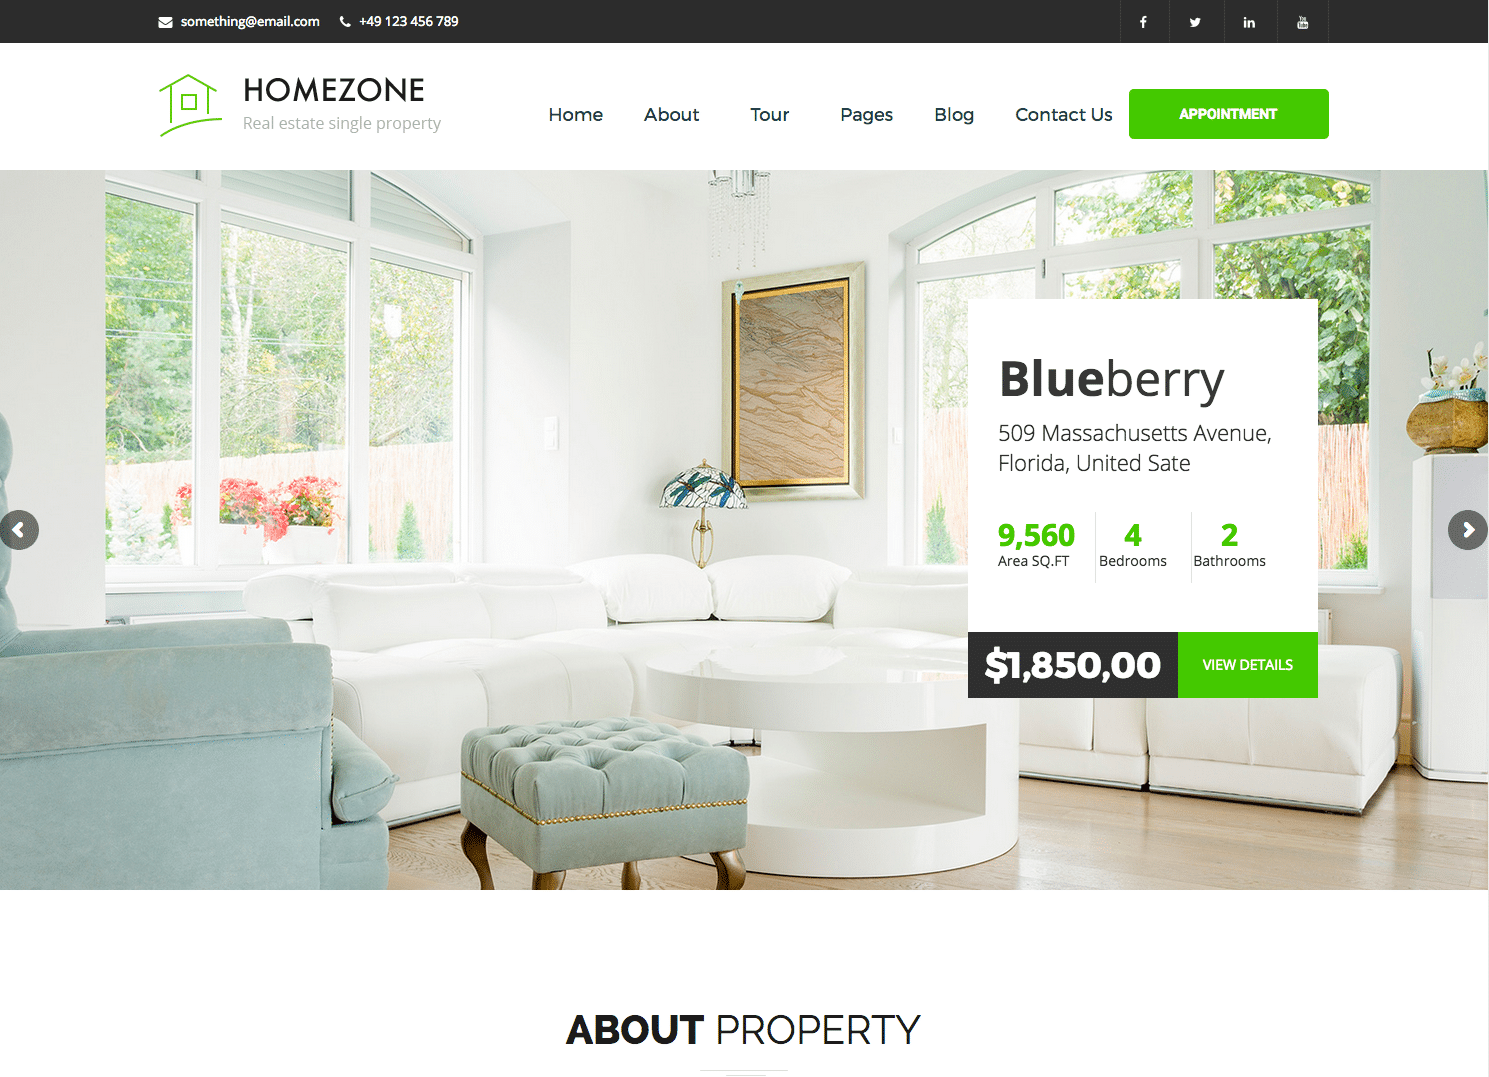 something@email.com +49 123 456 789
HOMEZONE
Real estate single property
Home About Tour Pages Blog Contact Us APPOINTMENT
Blueberry
509 Massachusetts Avenue,
Florida, United Sate
9,560 4 2
Area SQ.FT Bedrooms Bathrooms
$1,850,00 VIEW DETAILS
ABOUT PROPERTY